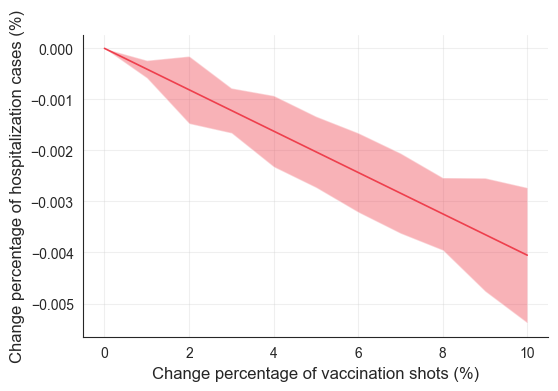 Change percentage of hospitalization cases (%)
0.000
−0.001
−0.002
−0.003
−0.004
−0.005
0 2 4 6 8 10
Change percentage of vaccination shots (%)